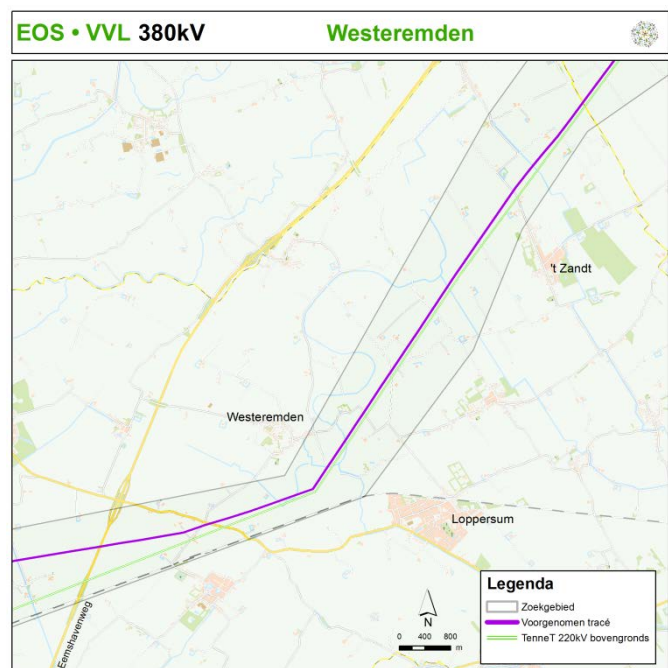 EOS • VVL 380kV
Westeremden
't Zandt
Westeremden
Loppersum
Eemshavenweg
N
0 400 800
m
Legenda
Zoekgebied
Voorgenomen tracé
TenneT 220kV bovengronds